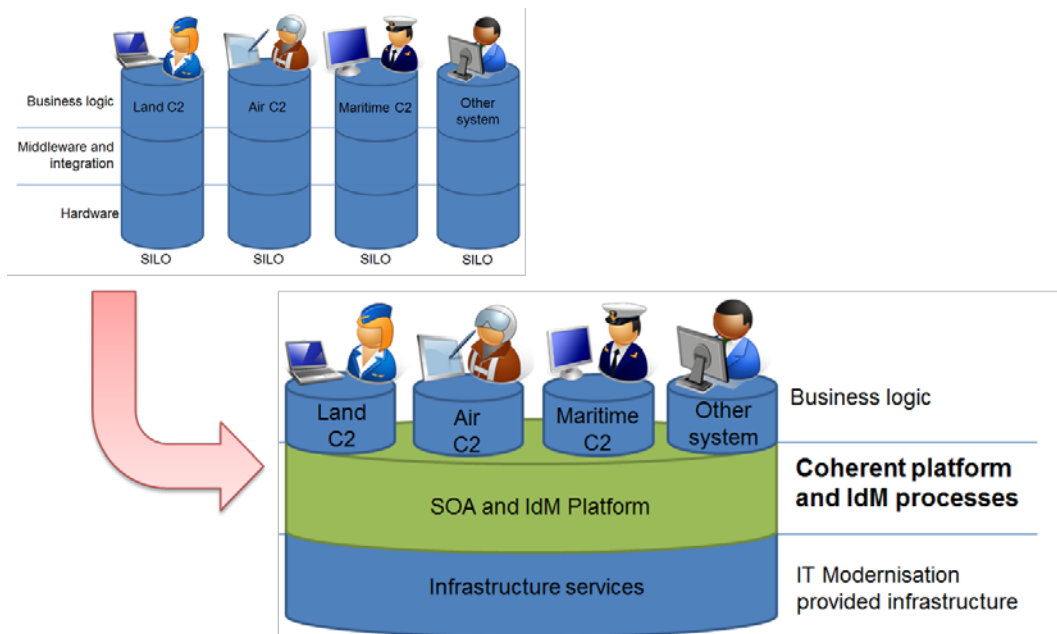 Business logic
Land C2
Air C2
Maritime C2
Other
system
Middleware and
integration
Hardware
SILO
SILO
SILO
SILO
Land
C2
Air
C2
Maritime
C2
Other
system
Business logic
SOA and IdM Platform
Coherent platform
and IdM processes
Infrastructure services
IT Modernisation
provided infrastructure